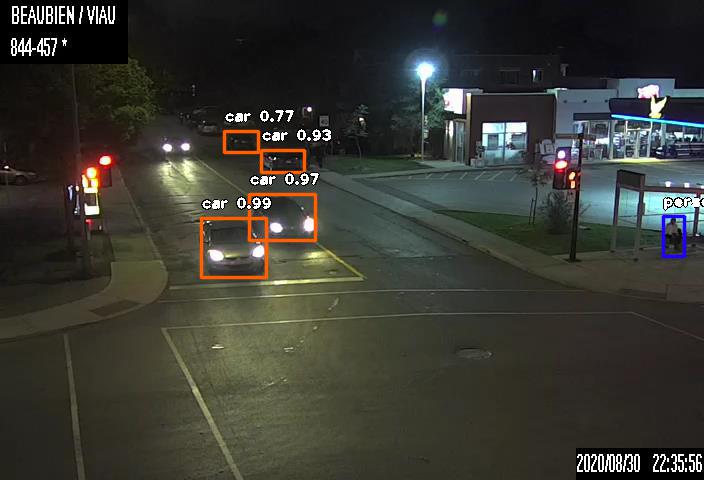 BEAUBIEN / VIAU
844-457 *
car 0.77
car 0.93
car 0.97
car 0.99
perso
2020/08/30 22:35:56